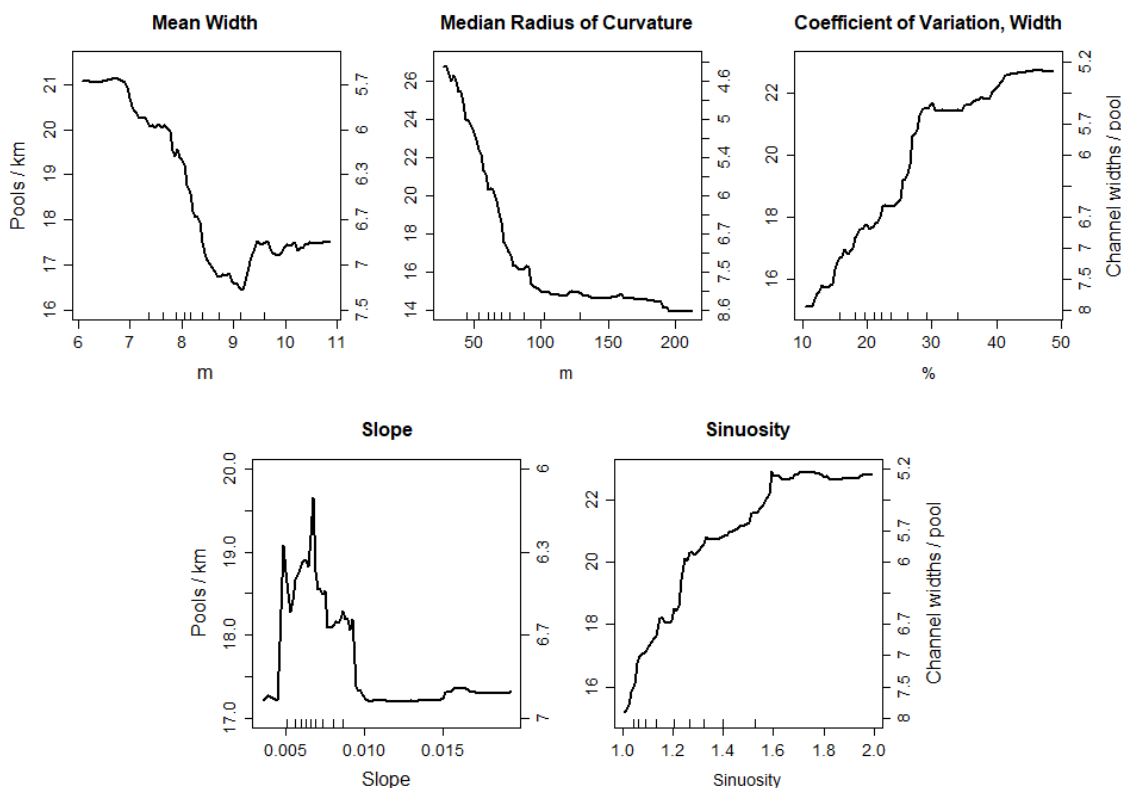 Mean Width
Median Radius of Curvature
Coefficient of Variation, Width
Pools / km
16 17 18 19 20 21
7.5 7 6.7 6.3 6 5.7
6 7 8 9 10 11
m
14 16 18 20 22 24 26
8.6 7.5 6.7 6 5.4 5 4.6
50 100 150 200
m
16 18 20 22
8 7.5 7 6.7 6 5.7 5.2
Channel widths / pool
10 20 30 40 50
%
Slope
Sinuosity
Pools / km
17.0 18.0 19.0 20.0
7 6.7 6.3 6
0.005 0.010 0.015
Slope
16 18 20 22
8 7.5 7 6.7 6 5.7 5.2
Channel widths / pool
1.0 1.2 1.4 1.6 1.8 2.0
Sinuosity